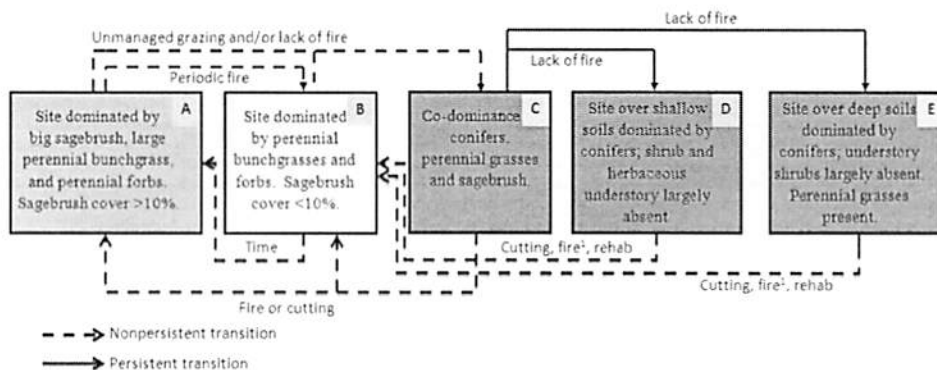 Lack of fire
Unmanaged grazing and/or lack of fire
Lack of fire
Periodic fire
A
Site dominated by
big sagebrush, large
perennial bunchgrass,
and perennial forbs.
Sagebrush cover >10%.
B
Site dominated
by perennial
bunchgrasses and
forbs. Sagebrush
cover <10%.
C
Co-dominance
conifers,
perennial grasses
and sagebrush.
D
Site over shallow
soils dominated by
conifers; shrub and
herbaceous
understory largely
absent
E
Site over deep soils
dominated by
conifers; understory
shrubs largely absent.
Perennial grasses
present.
Time
Cutting, fire¹, rehab
Cutting, fire¹, rehab
Fire or cutting
Nonpersistent transition
Persistent transition